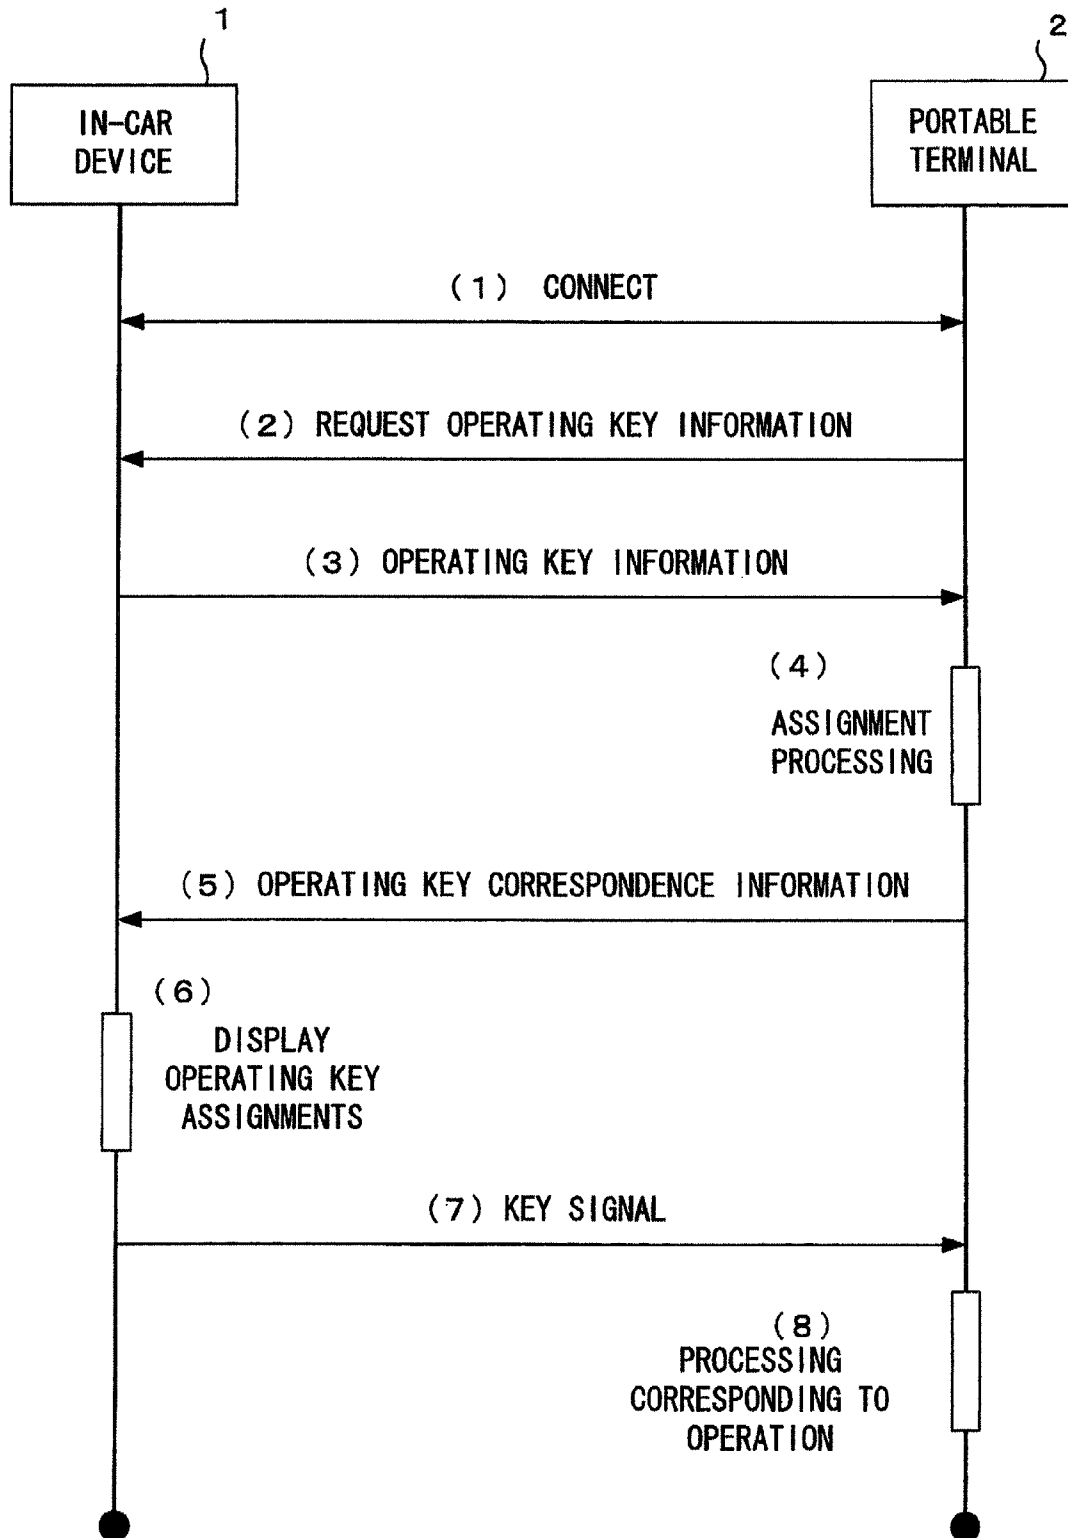 1
2
IN-CAR
DEVICE
PORTABLE
TERMINAL
(1) CONNECT
(2) REQUEST OPERATING KEY INFORMATION
(3) OPERATING KEY INFORMATION
(4)
ASSIGNMENT
PROCESSING
(5) OPERATING KEY CORRESPONDENCE INFORMATION
(6)
DISPLAY
OPERATING KEY
ASSIGNMENTS
(7) KEY SIGNAL
(8)
PROCESSING
CORRESPONDING TO
OPERATION